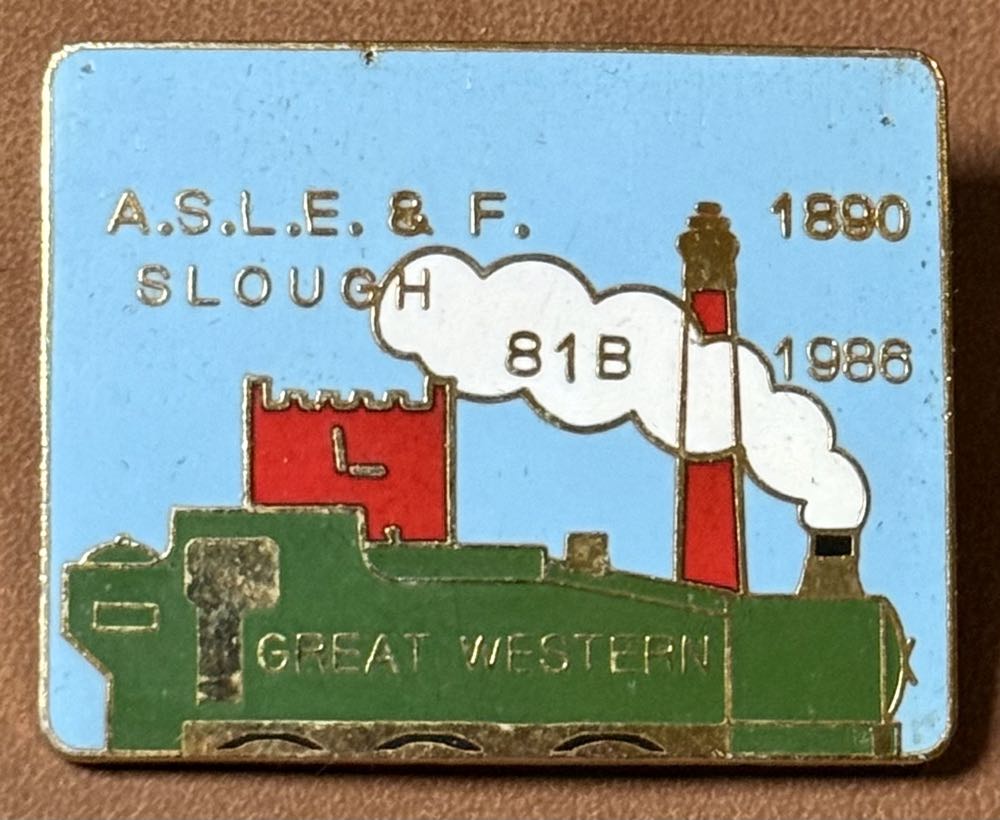 A.S.L.E. & F.
SLOUGH
1890
81B
1986
GREAT WESTERN